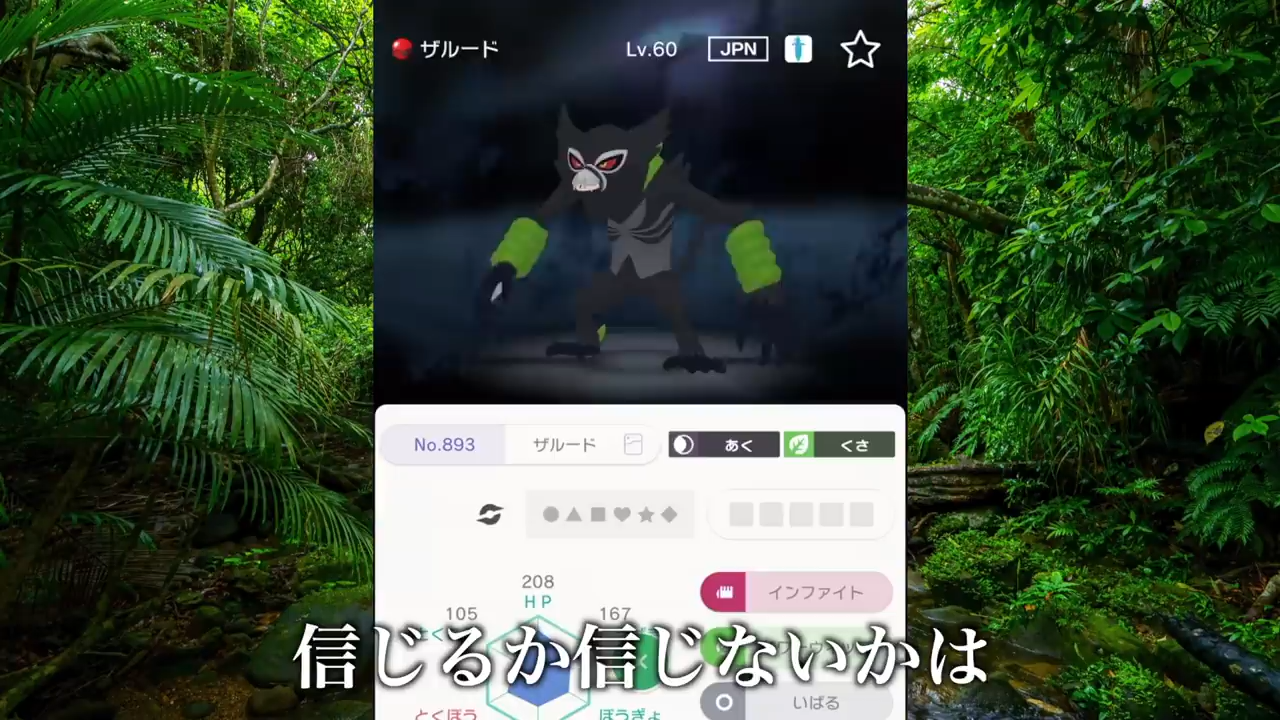 ザルード Lv.60 JPN
No.893 ザルード あく くさ
208
HP
105 167
インファイト
信じるか信じないかは
いばる
とくぼう ぼうぎょ